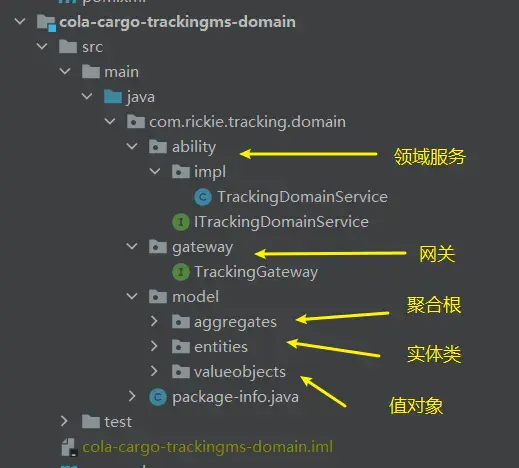 cola-cargo-trackingms-domain
src
main
java
com.rickie.tracking.domain
ability
领域服务
impl
TrackingDomainService
ITrackingDomainService
gateway
网关
TrackingGateway
model
聚合根
aggregates
entities
实体类
valueobjects
值对象
package-info.java
test
cola-cargo-trackingms-domain.iml